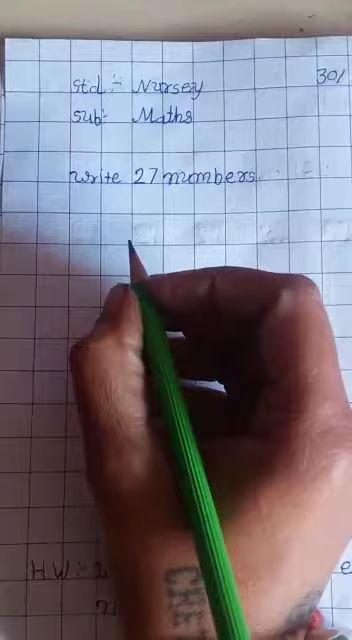 std :- Nursery 30/
sub:- Maths
write 27 numbers.
HW :-